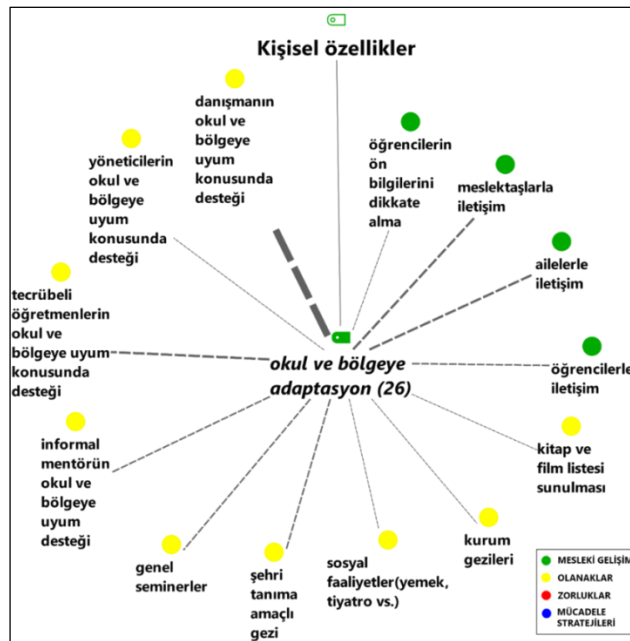 Kişisel özellikler
danışmanın
okul ve
bölgeye
uyum
konusunda
desteği
yöneticilerin
okul ve
bölgeye
uyum
konusunda
desteği
öğrencilerin
ön
bilgilerini
dikkate
alma
meslektaşlarla
iletişim
ailelerle
iletişim
tecrübeli
öğretmenlerin
okul ve
bölgeye uyum
konusunda
desteği
okul ve bölgeye
adaptasyon (26)
öğrencilerle
iletişim
kitap ve
film listesi
sunulması
informal
mentörün
okul ve
bölgeye
uyum
desteği
genel
seminerler
şehri
tanıma
amaçlı
gezi
sosyal
faaliyetler(yemek,
tiyatro vs.)
kurum
gezileri
MESLEKİ GELİŞİM
OLANAKLAR
ZORLUKLAR
MÜCADELE
STRATEJİLERİ